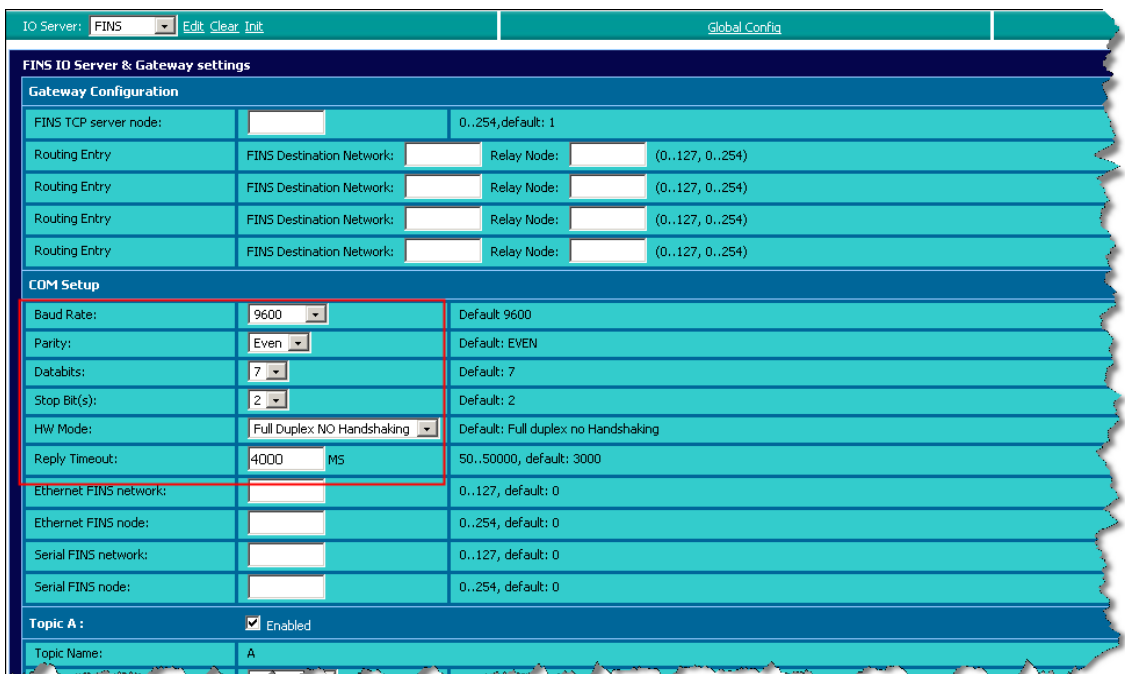 IO Server: FINS Edit Clear Init Global Config
FINS IO Server & Gateway settings
Gateway Configuration
FINS TCP server node: 0..254,default: 1
Routing Entry FINS Destination Network: Relay Node: (0..127, 0..254)
Routing Entry FINS Destination Network: Relay Node: (0..127, 0..254)
Routing Entry FINS Destination Network: Relay Node: (0..127, 0..254)
Routing Entry FINS Destination Network: Relay Node: (0..127, 0..254)
COM Setup
Baud Rate: 9600 Default 9600
Parity: Even Default: EVEN
Databits: 7 Default: 7
Stop Bit(s): 2 Default: 2
HW Mode: Full Duplex NO Handshaking Default: Full duplex no Handshaking
Reply Timeout: 4000 MS 50..50000, default: 3000
Ethernet FINS network: 0..127, default: 0
Ethernet FINS node: 0..254, default: 0
Serial FINS network: 0..127, default: 0
Serial FINS node: 0..254, default: 0
Topic A : Enabled
Topic Name: A